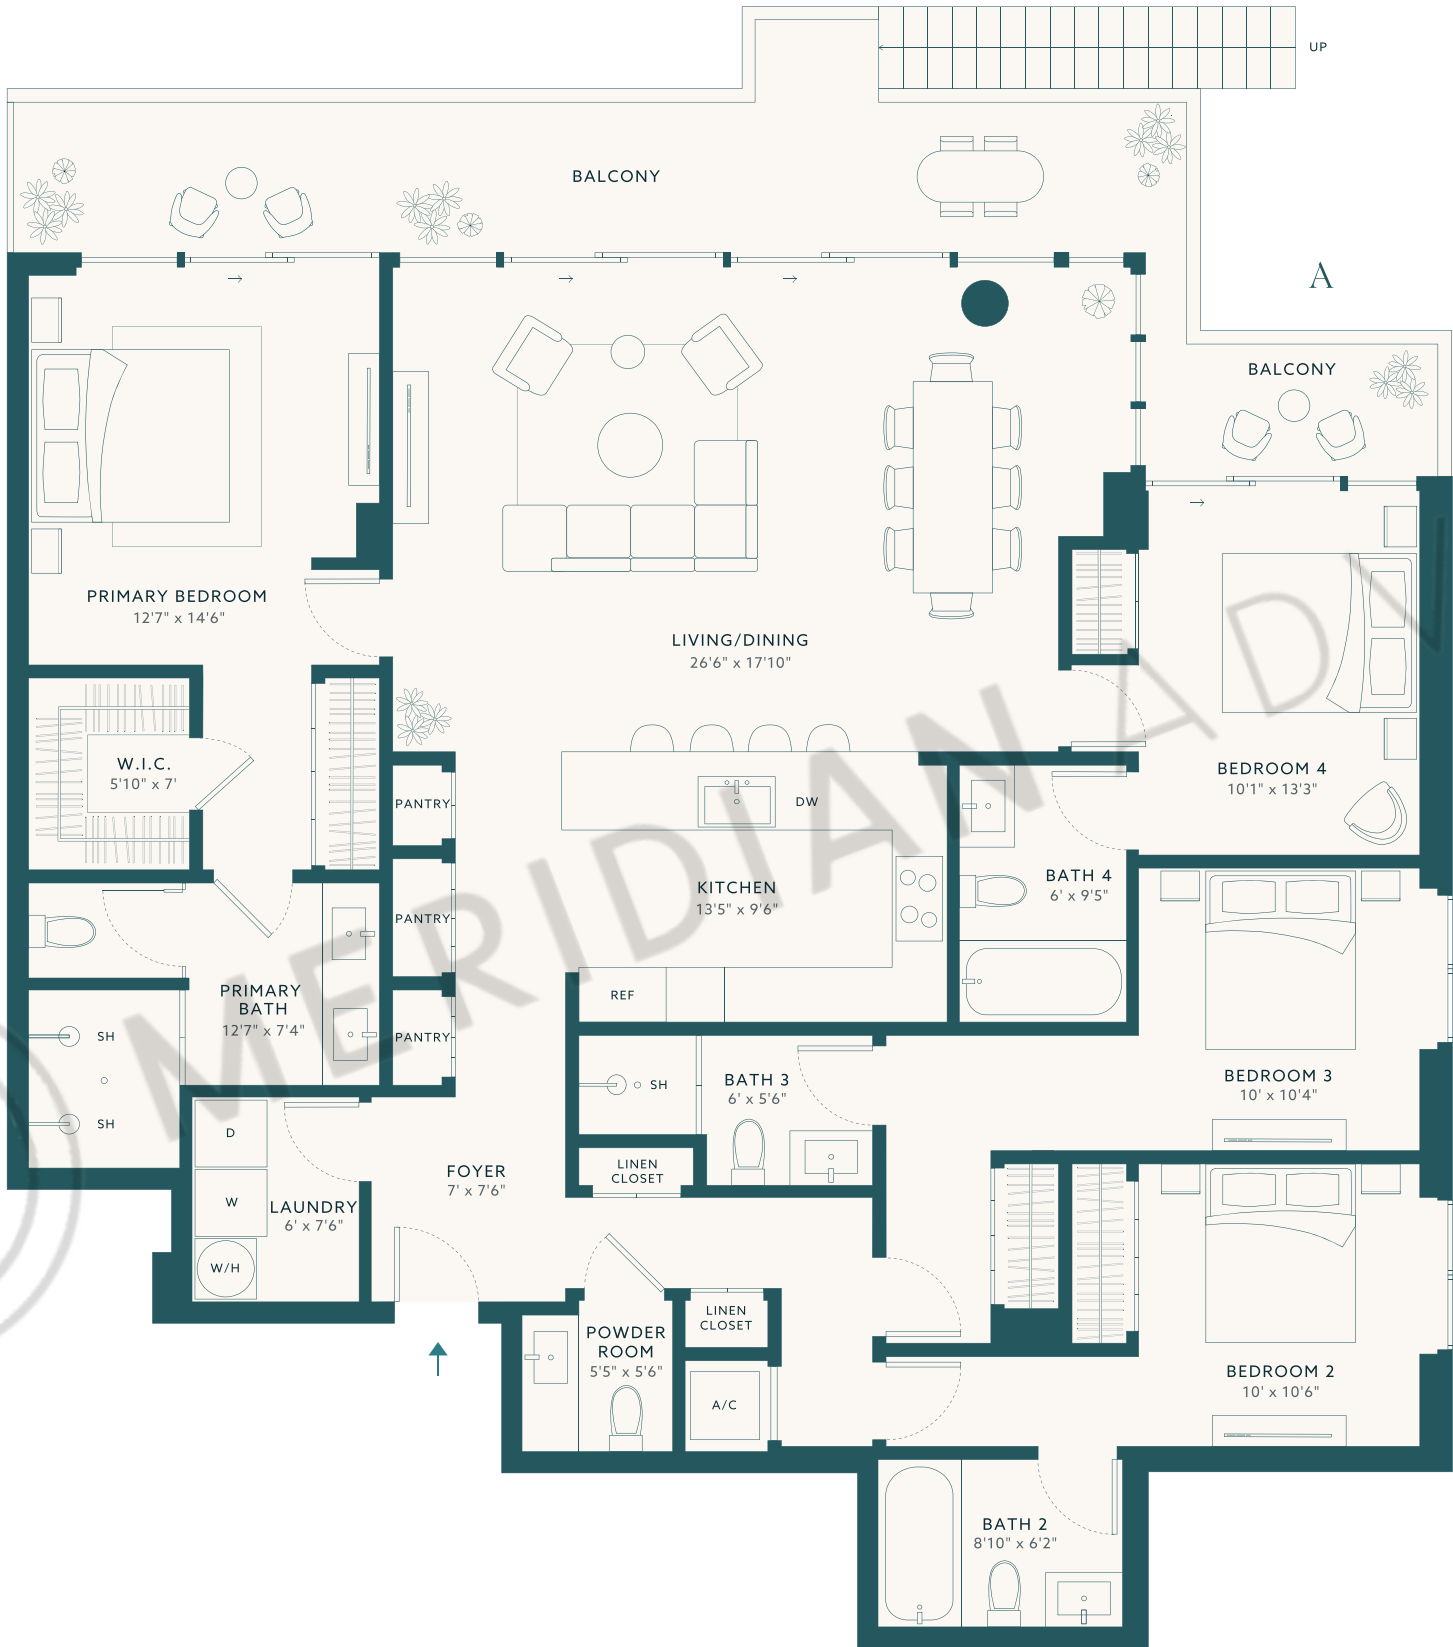 UP
BALCONY
A
BALCONY
PRIMARY BEDROOM
12'7" x 14'6"
LIVING/DINING
26'6" x 17'10"
W.I.C.
5'10" x 7'
BEDROOM 4
10'1" x 13'3"
PANTRY
DW
KITCHEN
13'5" x 9'6"
BATH 4
6' x 9'5"
PANTRY
REF
PRIMARY
BATH
12'7" x 7'4"
SH
PANTRY
SH
BATH 3
6' x 5'6"
BEDROOM 3
10' x 10'4"
SH
D
LINEN
CLOSET
FOYER
7' x 7'6"
W
LAUNDRY
6' x 7'6"
W/H
LINEN
CLOSET
POWDER
ROOM
5'5" x 5'6"
A/C
BEDROOM 2
10' x 10'6"
BATH 2
8'10" x 6'2"
MERIDIAN ADV